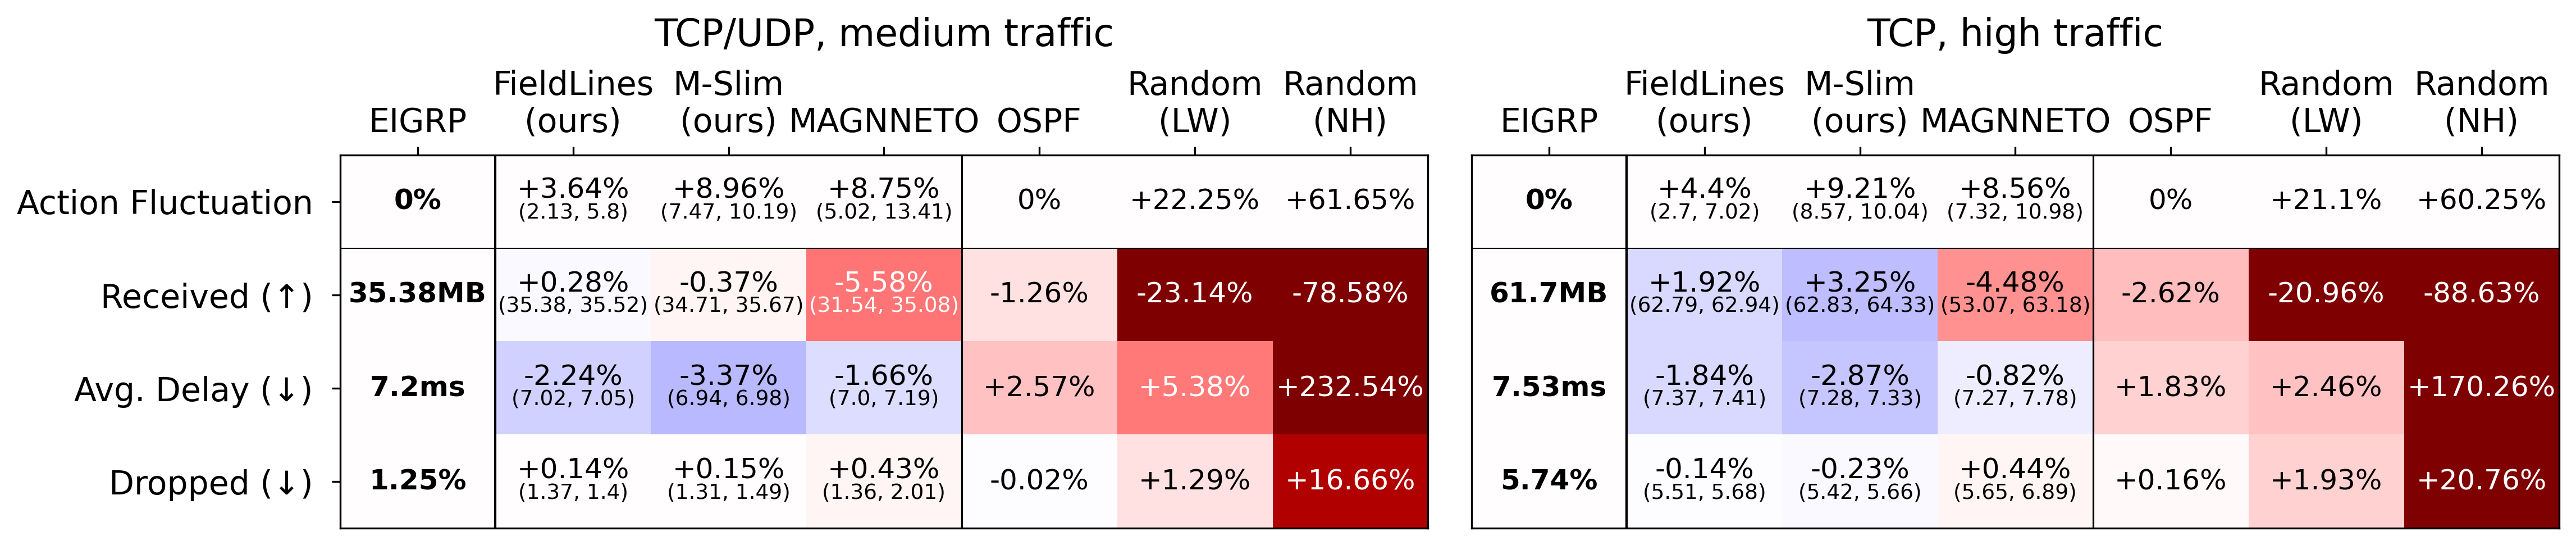 TCP/UDP, medium traffic
EIGRP FieldLines (ours) M-Slim (ours) MAGNNETO OSPF Random (LW) Random (NH)
Action Fluctuation 0% +3.64% (2.13, 5.8) +8.96% (7.47, 10.19) +8.75% (5.02, 13.41) 0% +22.25% +61.65%
Received (↑) 35.38MB +0.28% (35.38, 35.52) -0.37% (34.71, 35.67) -5.58% (31.54, 35.08) -1.26% -23.14% -78.58%
Avg. Delay (↓) 7.2ms -2.24% (7.02, 7.05) -3.37% (6.94, 6.98) -1.66% (7.0, 7.19) +2.57% +5.38% +232.54%
Dropped (↓) 1.25% +0.14% (1.37, 1.4) +0.15% (1.31, 1.49) +0.43% (1.36, 2.01) -0.02% +1.29% +16.66%
TCP, high traffic
EIGRP FieldLines (ours) M-Slim (ours) MAGNNETO OSPF Random (LW) Random (NH)
0% +4.4% (2.7, 7.02) +9.21% (8.57, 10.04) +8.56% (7.32, 10.98) 0% +21.1% +60.25%
61.7MB +1.92% (62.79, 62.94) +3.25% (62.83, 64.33) -4.48% (53.07, 63.18) -2.62% -20.96% -88.63%
7.53ms -1.84% (7.37, 7.41) -2.87% (7.28, 7.33) -0.82% (7.27, 7.78) +1.83% +2.46% +170.26%
5.74% -0.14% (5.51, 5.68) -0.23% (5.42, 5.66) +0.44% (5.65, 6.89) +0.16% +1.93% +20.76%